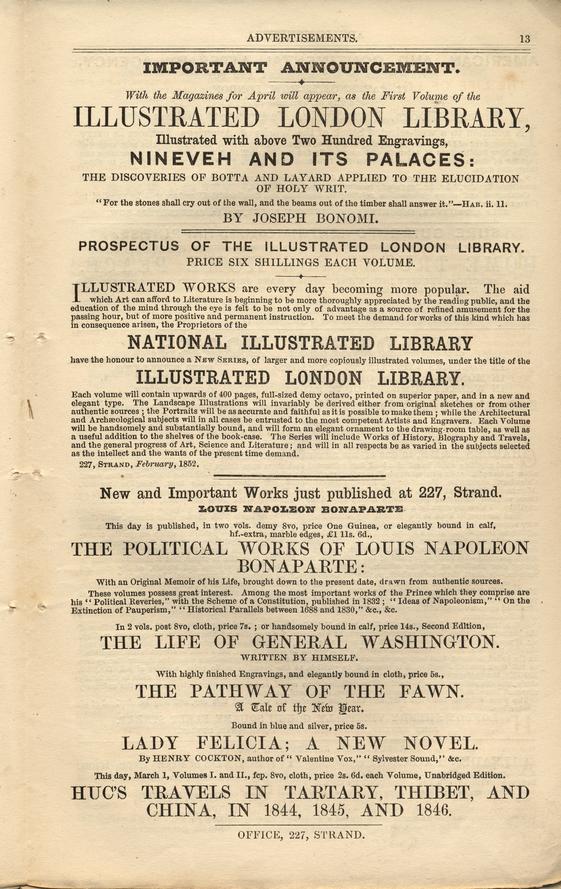 ADVERTISEMENTS. 13
IMPORTANT ANNOUNCEMENT.
With the Magazines for April will appear, as the First Volume of the
ILLUSTRATED LONDON LIBRARY,
Illustrated with above Two Hundred Engravings,
NINEVEH AND ITS PALACES:
THE DISCOVERIES OF BOTTA AND LAYARD APPLIED TO THE ELUCIDATION
OF HOLY WRIT.
"For the stones shall cry out of the wall, and the beams out of the timber shall answer it."—HAB. ii. 11.
BY JOSEPH BONOMI.
PROSPECTUS OF THE ILLUSTRATED LONDON LIBRARY.
PRICE SIX SHILLINGS EACH VOLUME.
ILLUSTRATED WORKS are every day becoming more popular. The aid
which Art can afford to Literature is beginning to be more thoroughly appreciated by the reading public, and the
education of the mind through the eye is felt to be not only of advantage as a source of refined amusement for the
passing hour, but of more positive and permanent instruction. To meet the demand for works of this kind which has
in consequence arisen, the Proprietors of the
NATIONAL ILLUSTRATED LIBRARY
have the honour to announce a NEW SERIES, of larger and more copiously illustrated volumes, under the title of the
ILLUSTRATED LONDON LIBRARY.
Each volume will contain upwards of 400 pages, full-sized demy octavo, printed on superior paper, and in a new and
elegant type. The Landscape Illustrations will invariably be derived either from original sketches or from other
authentic sources; the Portraits will be as accurate and faithful as it is possible to make them; while the Architectural
and Archæological subjects will in all cases be entrusted to the most competent Artists and Engravers. Each Volume
will be handsomely and substantially bound, and will form an elegant ornament to the drawing-room table, as well as
a useful addition to the shelves of the book-case. The Series will include Works of History, Biography and Travels,
and the general progress of Art, Science and Literature; and will in all respects be as varied in the subjects selected
as the intellect and the wants of the present time demand.
227, STRAND, February, 1852.
New and Important Works just published at 227, Strand.
LOUIS NAPOLEON BONAPARTE
This day is published, in two vols. demy 8vo, price One Guinea, or elegantly bound in calf,
hf.-extra, marble edges, £1 11s. 6d.,
THE POLITICAL WORKS OF LOUIS NAPOLEON
BONAPARTE:
With an Original Memoir of his Life, brought down to the present date, drawn from authentic sources.
These volumes possess great interest. Among the most important works of the Prince which they comprise are
his "Political Reveries," with the Scheme of a Constitution, published in 1832; "Ideas of Napoleonism," "On the
Extinction of Pauperism," "Historical Parallels between 1688 and 1830," &c., &c.
In 2 vols. post 8vo, cloth, price 7s.; or handsomely bound in calf, price 14s., Second Edition,
THE LIFE OF GENERAL WASHINGTON.
WRITTEN BY HIMSELF.
With highly finished Engravings, and elegantly bound in cloth, price 5s.,
THE PATHWAY OF THE FAWN.
A Tale of the New Year.
Bound in blue and silver, price 5s.
LADY FELICIA; A NEW NOVEL.
By HENRY COCKTON, author of "Valentine Vox," "Sylvester Sound," &c.
This day, March 1, Volumes I. and II., fcp. 8vo, cloth, price 2s. 6d. each Volume, Unabridged Edition.
HUC'S TRAVELS IN TARTARY, THIBET, AND
CHINA, IN 1844, 1845, AND 1846.
OFFICE, 227, STRAND.